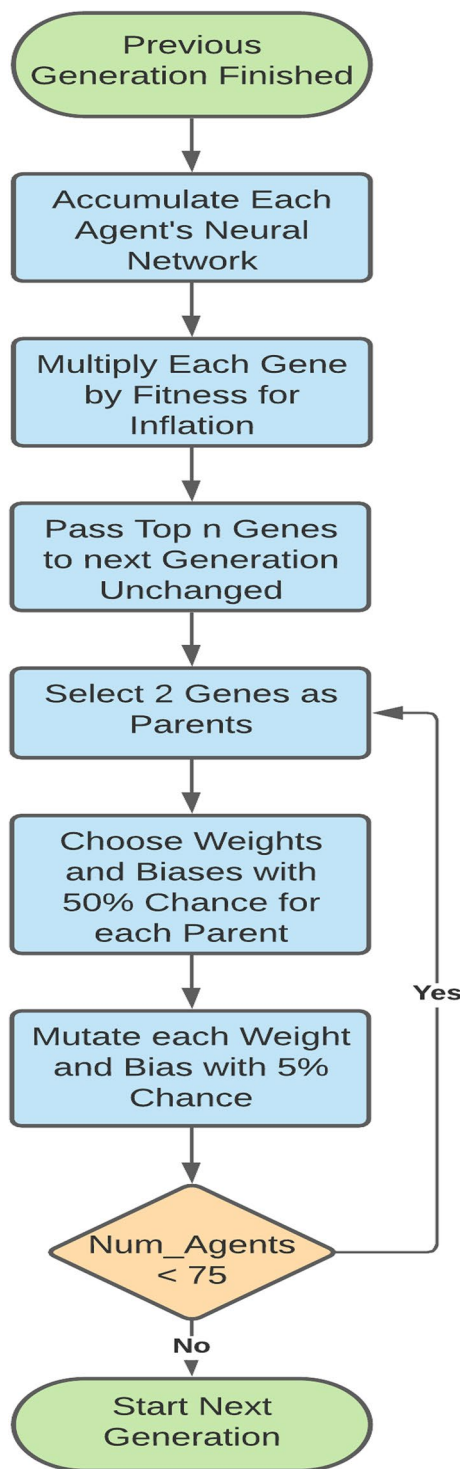 Previous
Generation Finished
Accumulate Each
Agent's Neural
Network
Multiply Each Gene
by Fitness for
Inflation
Pass Top n Genes
to next Generation
Unchanged
Select 2 Genes as
Parents
Choose Weights
and Biases with
50% Chance for
each Parent
Yes
Mutate each Weight
and Bias with 5%
Chance
Num_Agents
< 75
No
Start Next
Generation